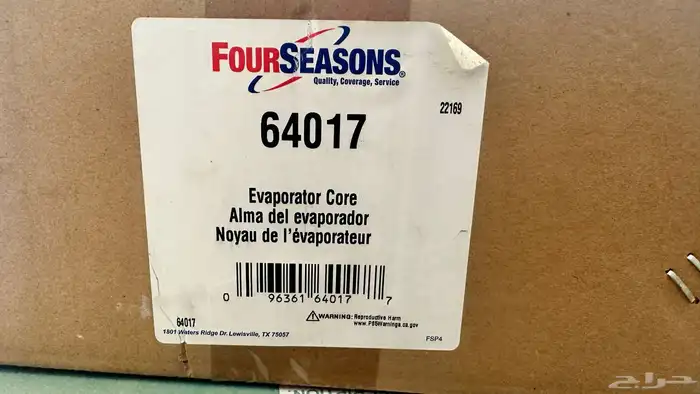 FOURSEASONS®
Quality, Coverage, Service
22169
64017
Evaporator Core
Alma del evaporador
Noyau de l'évaporateur
0 96361 64017 7
64017
⚠WARNING: Reproductive Harm
www.P65Warnings.ca.gov
1801 Waters Ridge Dr. Lewisville, TX 75057
FSP4
حراج